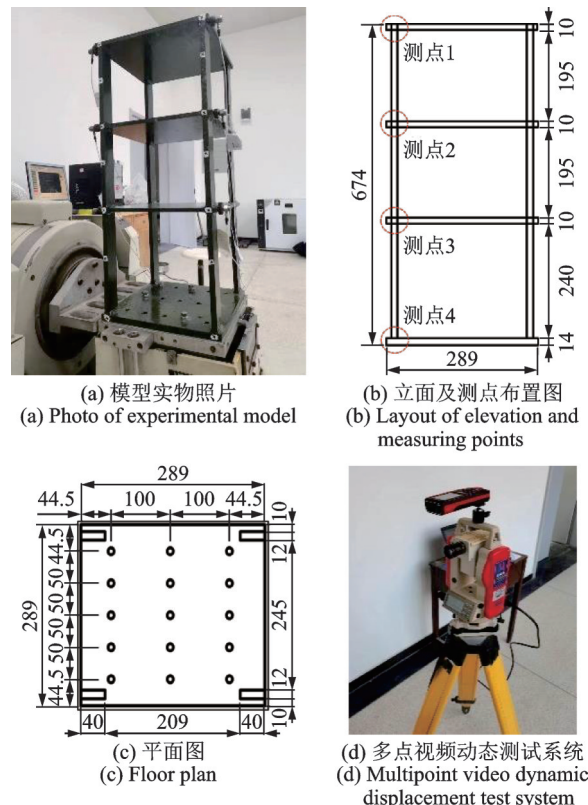 测点1
测点2
测点3
测点4
674
10
195
10
195
10
240
14
289
(a) 模型实物照片
(a) Photo of experimental model
(b) 立面及测点布置图
(b) Layout of elevation and
measuring points
289
44.5 100 100 44.5
289
44.5
50
50
50
50
44.5
10
12
245
12
10
40 209 40
(c) 平面图
(c) Floor plan
(d) 多点视频动态测试系统
(d) Multipoint video dynamic
displacement test system